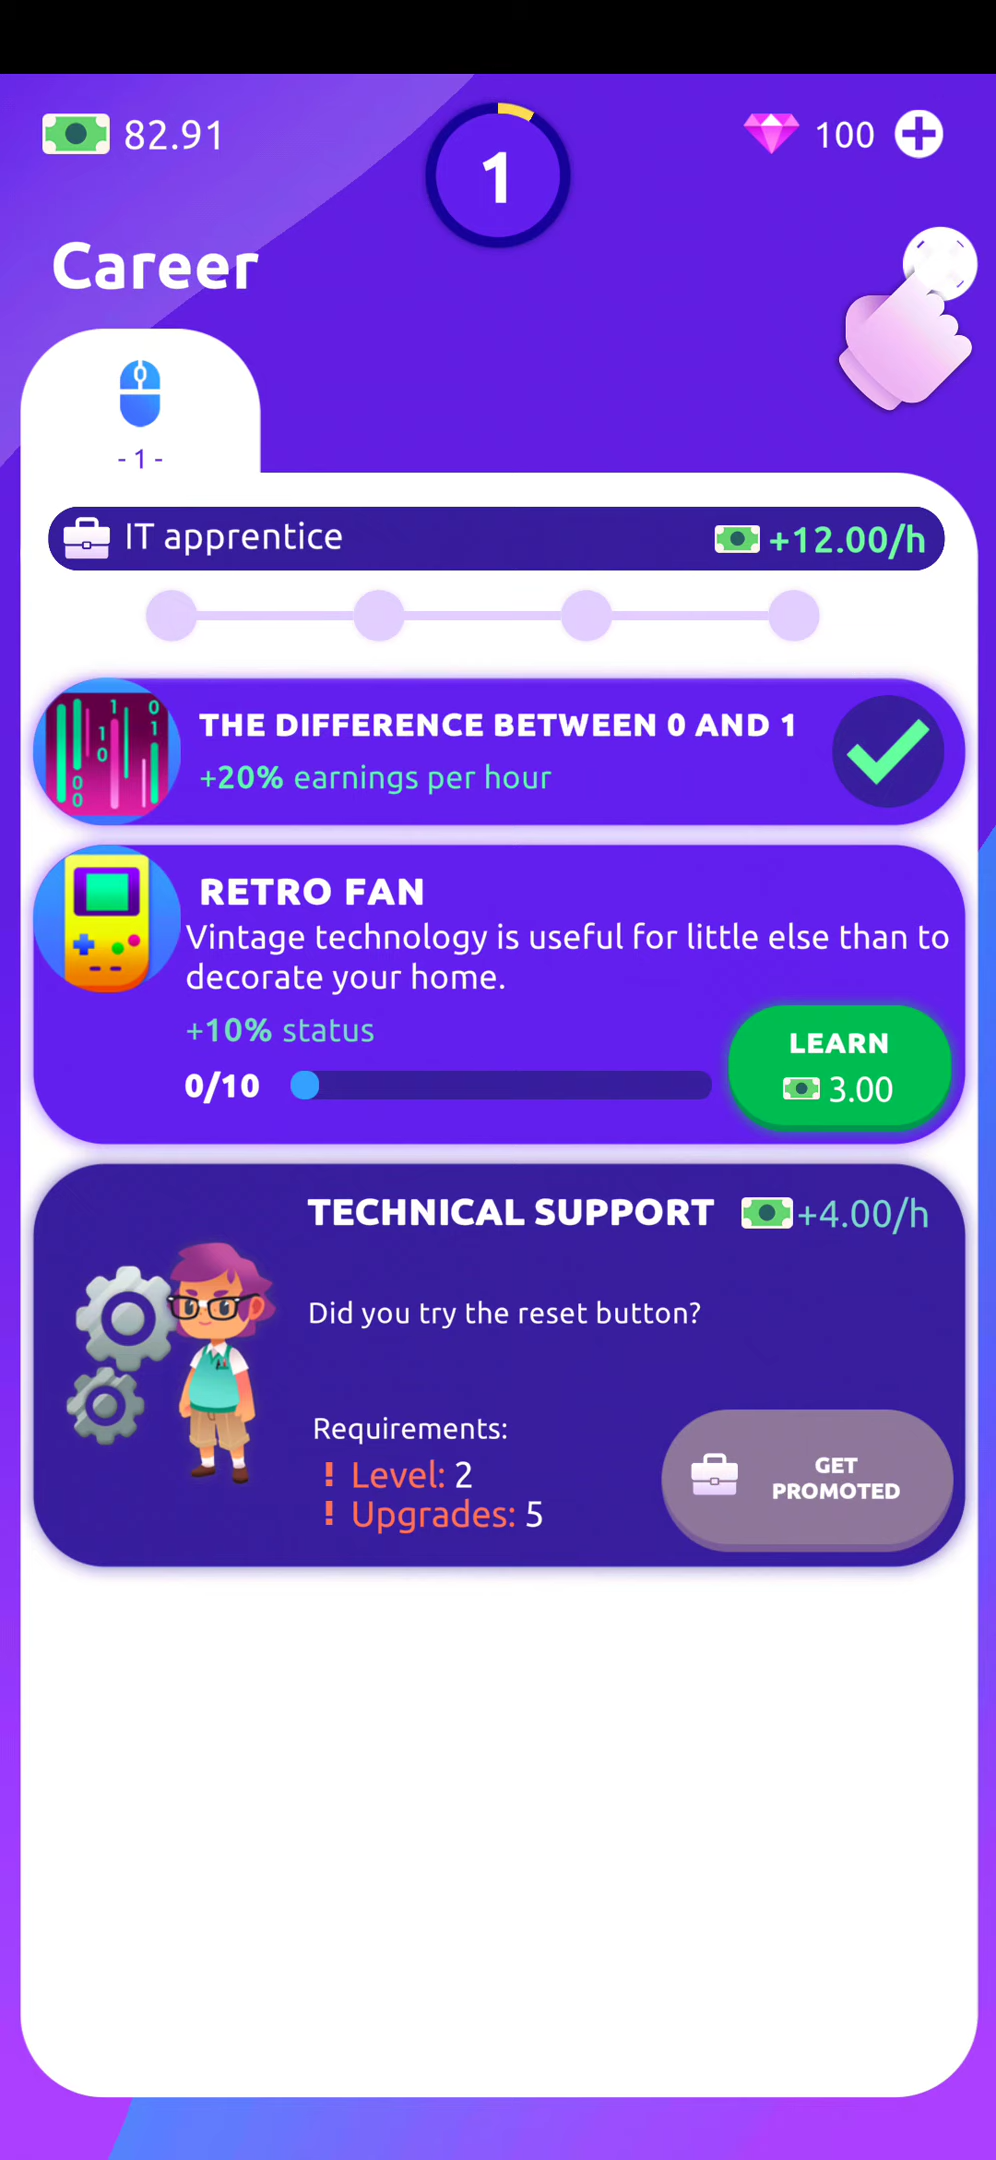 82.91
1
100
Career
- 1 -
IT apprentice
+12.00/h
THE DIFFERENCE BETWEEN 0 AND 1
+20% earnings per hour
RETRO FAN
Vintage technology is useful for little else than to
decorate your home.
+10% status
0/10
LEARN
3.00
TECHNICAL SUPPORT
+4.00/h
Did you try the reset button?
Requirements:
! Level: 2
! Upgrades: 5
GET
PROMOTED